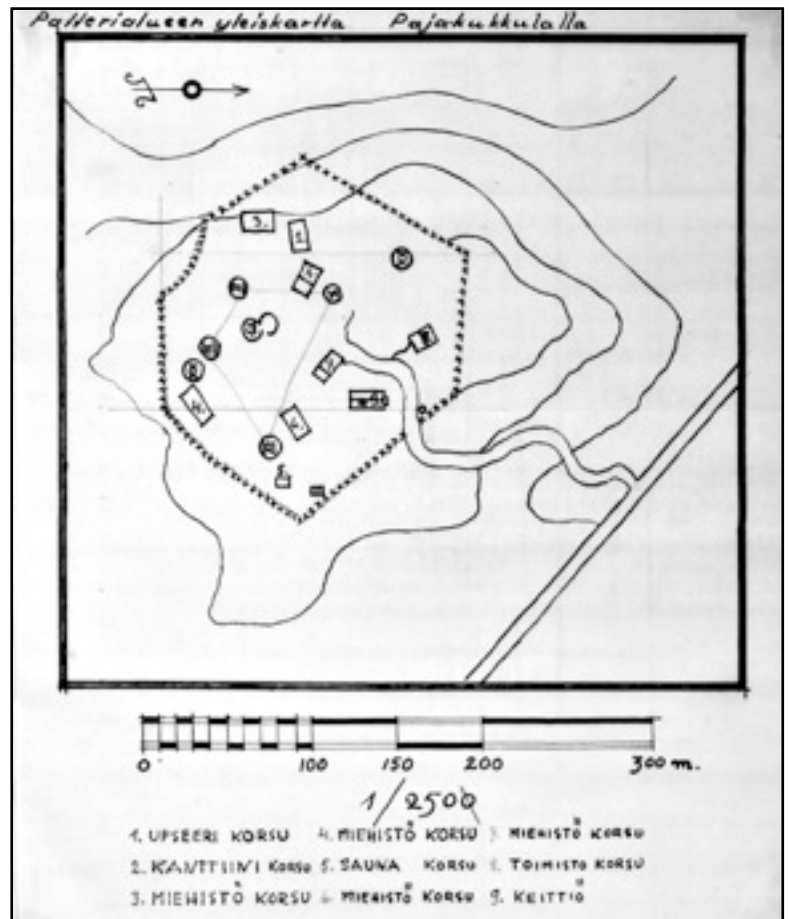 Patterialueen yleiskartta Pajakukkulalla
3.
0 100 150 200 300 m.
1/2500
1. UPSEERI KORSU 4. MIEHISTÖ KORSU MIEHISTÖ KORSU
2. KANTTIINI KORSU 5. SAUNA KORSU TOIMISTO KORSU
3. MIEHISTÖ KORSU MIEHISTÖ KORSU 9. KEITTIÖ